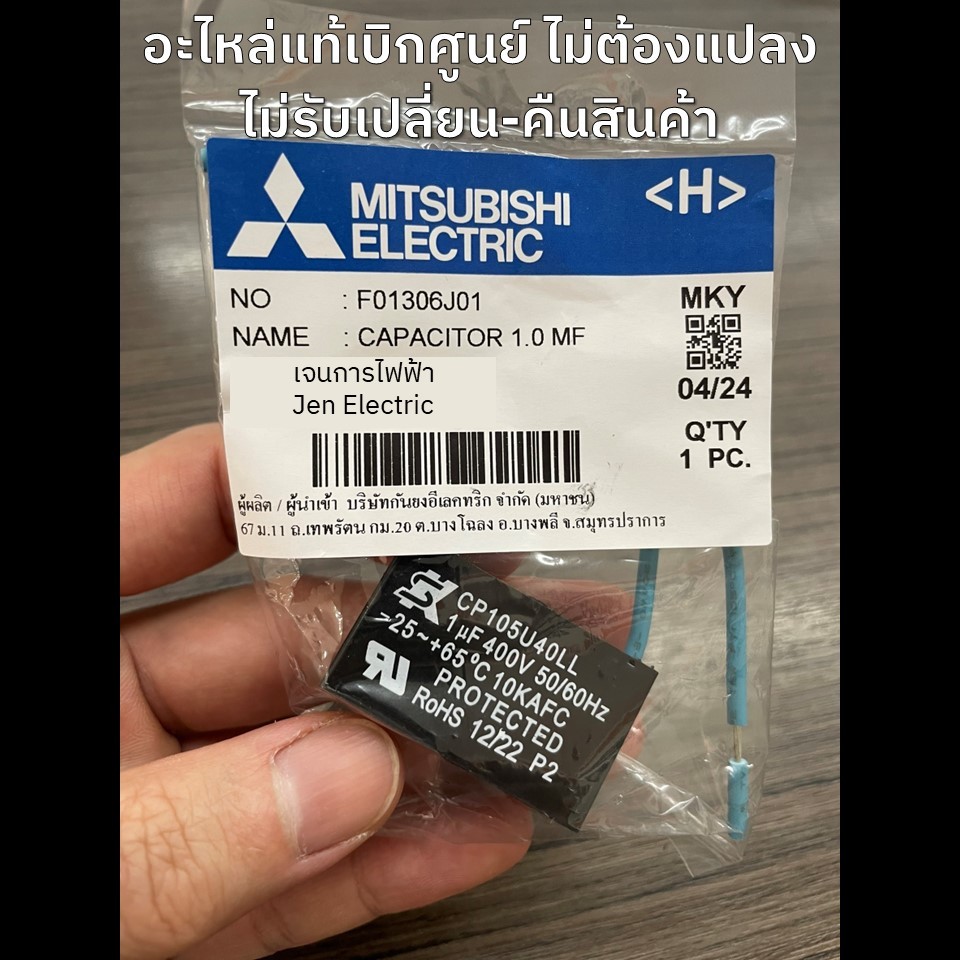 อะไหล่แท้เบิกศูนย์ ไม่ต้องแปลง
ไม่รับเปลี่ยน-คืนสินค้า
MITSUBISHI
ELECTRIC
<H>
NO : F01306J01
NAME : CAPACITOR 1.0 MF
MKY
04/24
Q'TY
1 PC.
เจนการไฟฟ้า
Jen Electric
ผู้ผลิต / ผู้นำเข้า บริษัทกันยงอีเลคทริก จำกัด (มหาชน)
67 ม.11 ถ.เทพรัตน กม.20 ต.บางโฉลง อ.บางพลี จ.สมุทรปราการ
CP105U40LL
1µF 400V 50/60Hz
-25~+65°C 10KAFC
PROTECTED
RoHS 12/22 P2